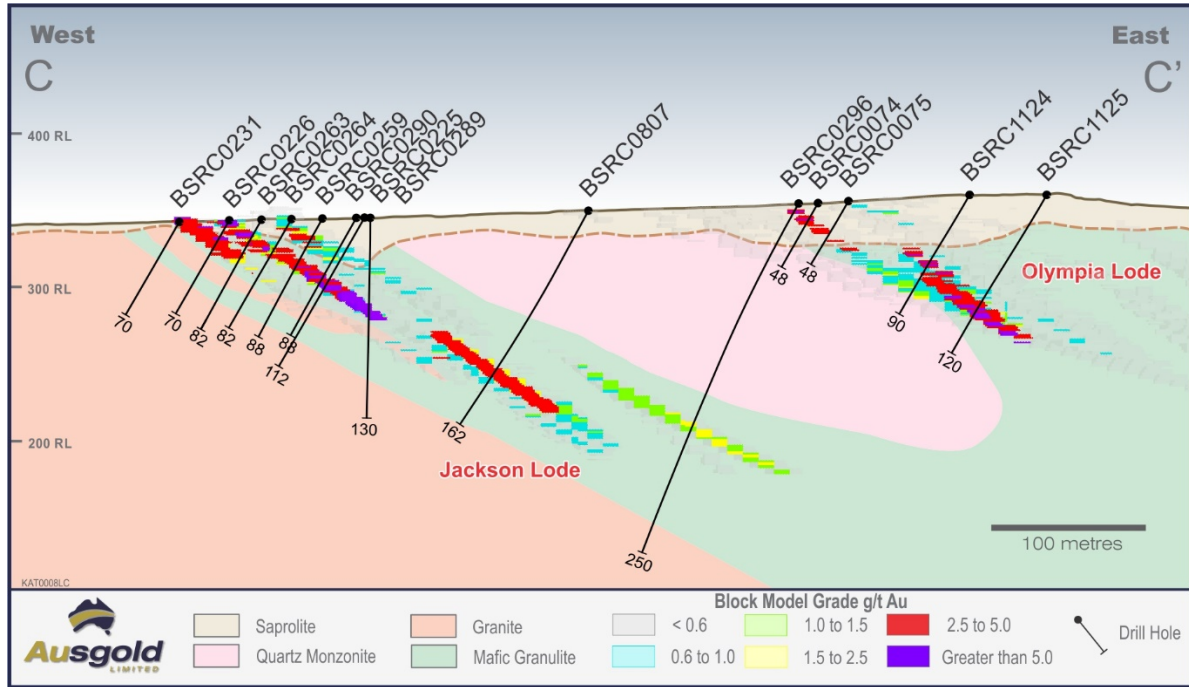 West
East
C
C’
400 RL
300 RL
200 RL
BSRC0231
BSRC0226
BSRC0263
BSRC0264
BSRC0259
BSRC0290
BSRC0225
BSRC0289
BSRC0807
BSRC0296
BSRC0074
BSRC0075
BSRC1124
BSRC1125
70
70
82
82
88
88
112
130
162
250
48
48
90
120
Olympia Lode
Jackson Lode
100 metres
KAT0008LC
Ausgold
LIMITED
Saprolite
Quartz Monzonite
Granite
Mafic Granulite
Block Model Grade g/t Au
< 0.6
0.6 to 1.0
1.0 to 1.5
1.5 to 2.5
2.5 to 5.0
Greater than 5.0
Drill Hole